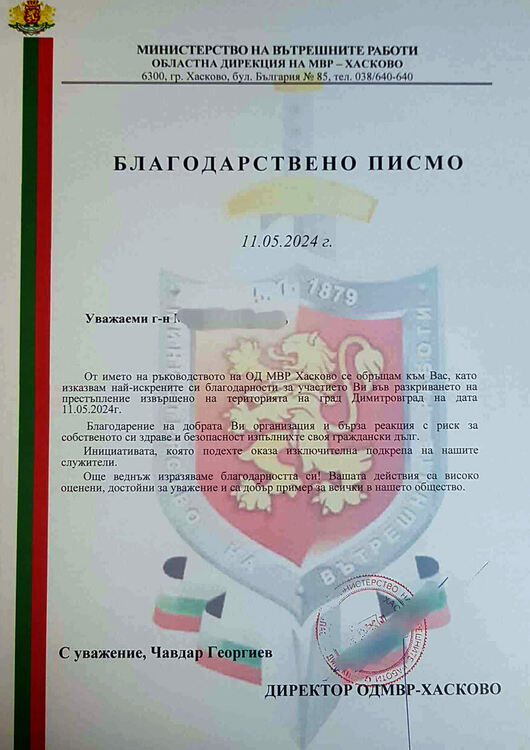 МИНИСТЕРСТВО НА ВЪТРЕШНИТЕ РАБОТИ
ОБЛАСТНА ДИРЕКЦИЯ НА МВР – ХАСКОВО
6300, гр. Хасково, бул. България № 85, тел. 038/640-640
БЛАГОДАРСТВЕНО ПИСМО
11.05.2024 г.
1879
Уважаеми г-н
От името на ръководството на ОД МВР Хасково се обръщам към Вас, като
изказвам най-искрените си благодарности за участието Ви във разкриването на
престъпление извършено на територията на град Димитровград на дата
11.05.2024г.
Благодарение на добрата Ви организация и бърза реакция с риск за
собственото си здраве и безопасност изпълнихте своя граждански дълг.
Инициативата, която подехте оказа изключителна подкрепа на нашите
служители.
Още веднъж изразяваме благодарността си! Вашата действия са високо
оценени, достойни за уважение и са добър пример за всички в нашето общество.
НА ВЪТРЕШНИТЕ
С уважение, Чавдар Георгиев
ДИРЕКТОР ОДМВР-ХАСКОВО